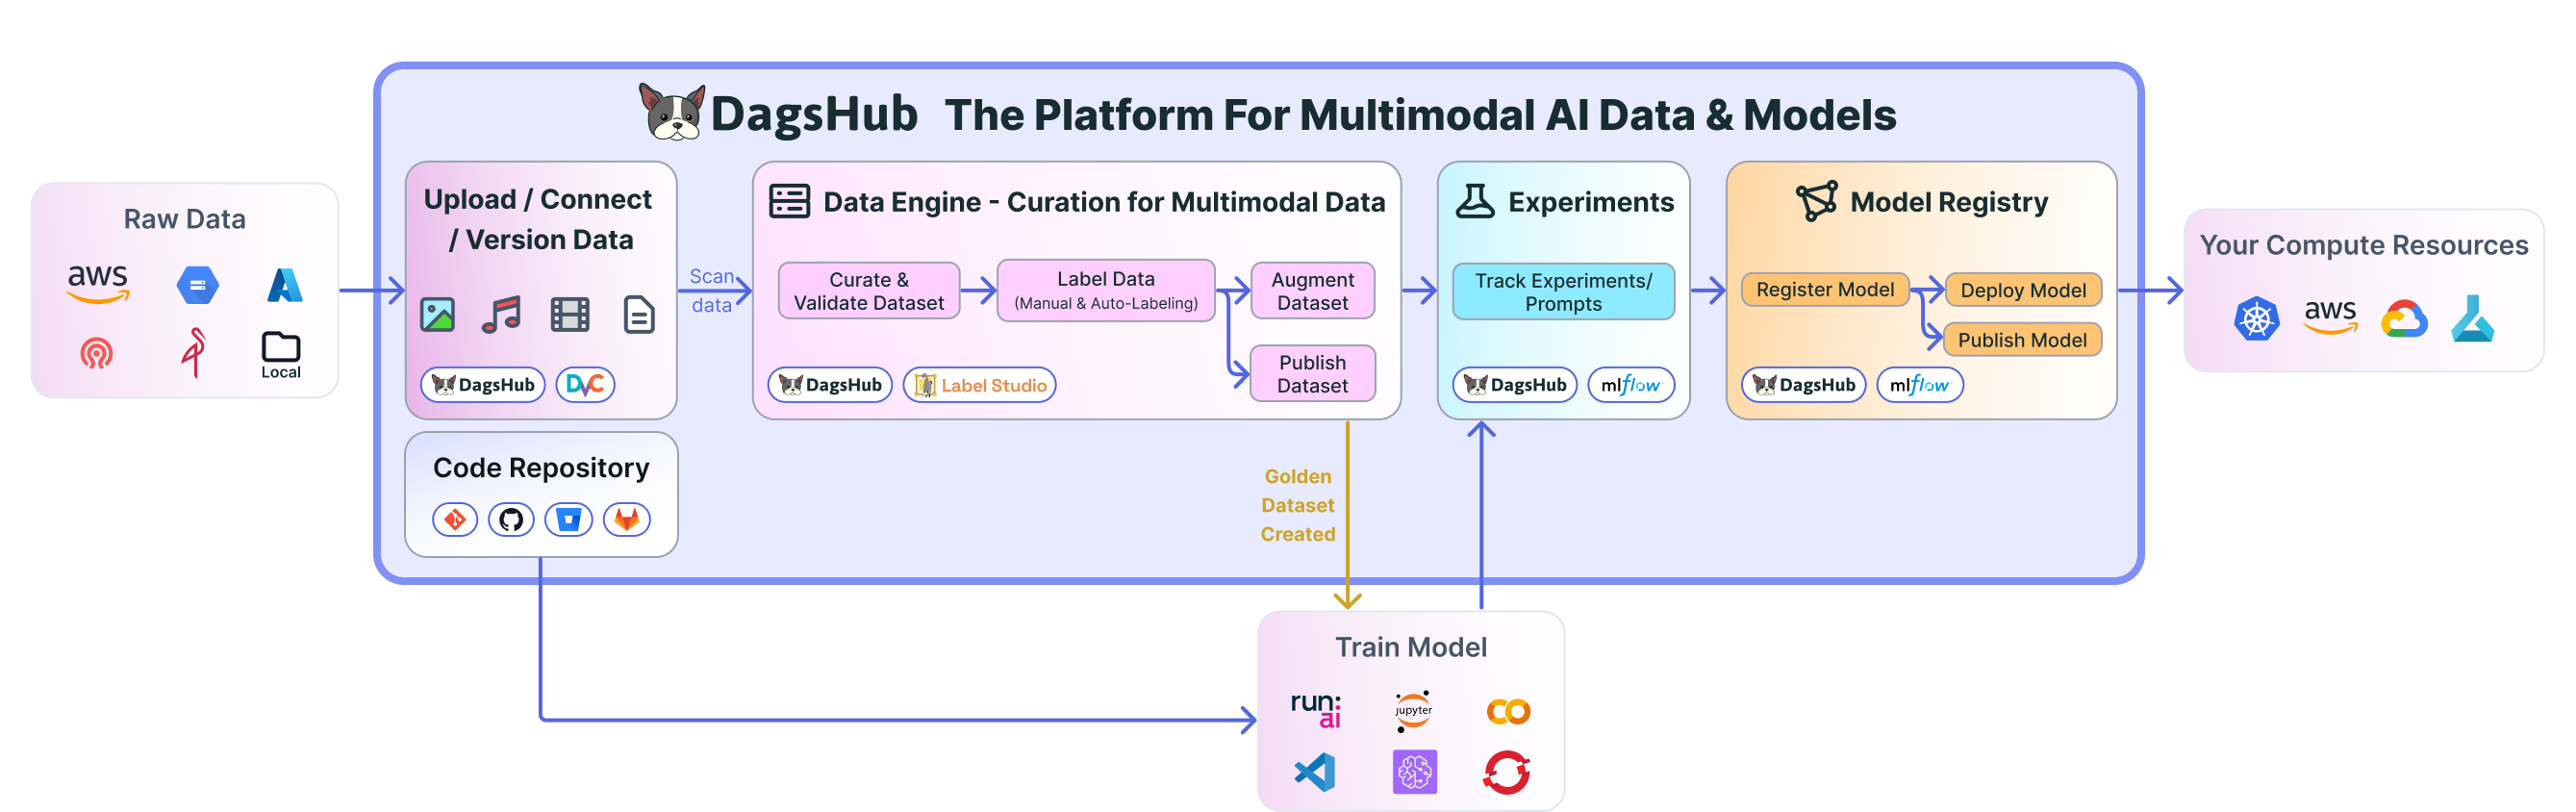 DagsHub The Platform For Multimodal AI Data & Models
Raw Data
aws
Local
Upload / Connect
/ Version Data
DagsHub
DVC
Scan
data
Data Engine - Curation for Multimodal Data
Curate &
Validate Dataset
Label Data
(Manual & Auto-Labeling)
Augment
Dataset
Publish
Dataset
DagsHub
Label Studio
Experiments
Track Experiments/
Prompts
DagsHub
mlflow
Model Registry
Register Model
Deploy Model
Publish Model
DagsHub
mlflow
Your Compute Resources
aws
Code Repository
Golden
Dataset
Created
Train Model
run:
ai
jupyter